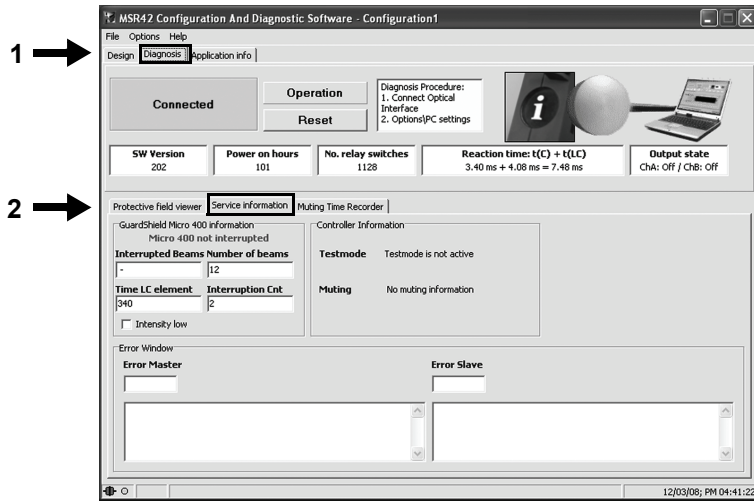 MSR42 Configuration And Diagnostic Software - Configuration1
File Options Help
1
Design Diagnosis Application info
Connected
Operation
Reset
Diagnosis Procedure:
1. Connect Optical
Interface
2. Options\PC settings
i
SW Version
202
Power on hours
101
No. relay switches
1128
Reaction time: t(C) + t(LC)
3.40 ms + 4.08 ms = 7.48 ms
Output state
ChA: Off / ChB: Off
2
Protective field viewer Service information Muting Time Recorder
GuardShield Micro 400 information
Micro 400 not interrupted
Interrupted Beams Number of beams
- 12
Time LC element Interruption Cnt
340 2
Intensity low
Controller Information
Testmode Testmode is not active
Muting No muting information
Error Window
Error Master
Error Slave
12/03/08; PM 04:41:22